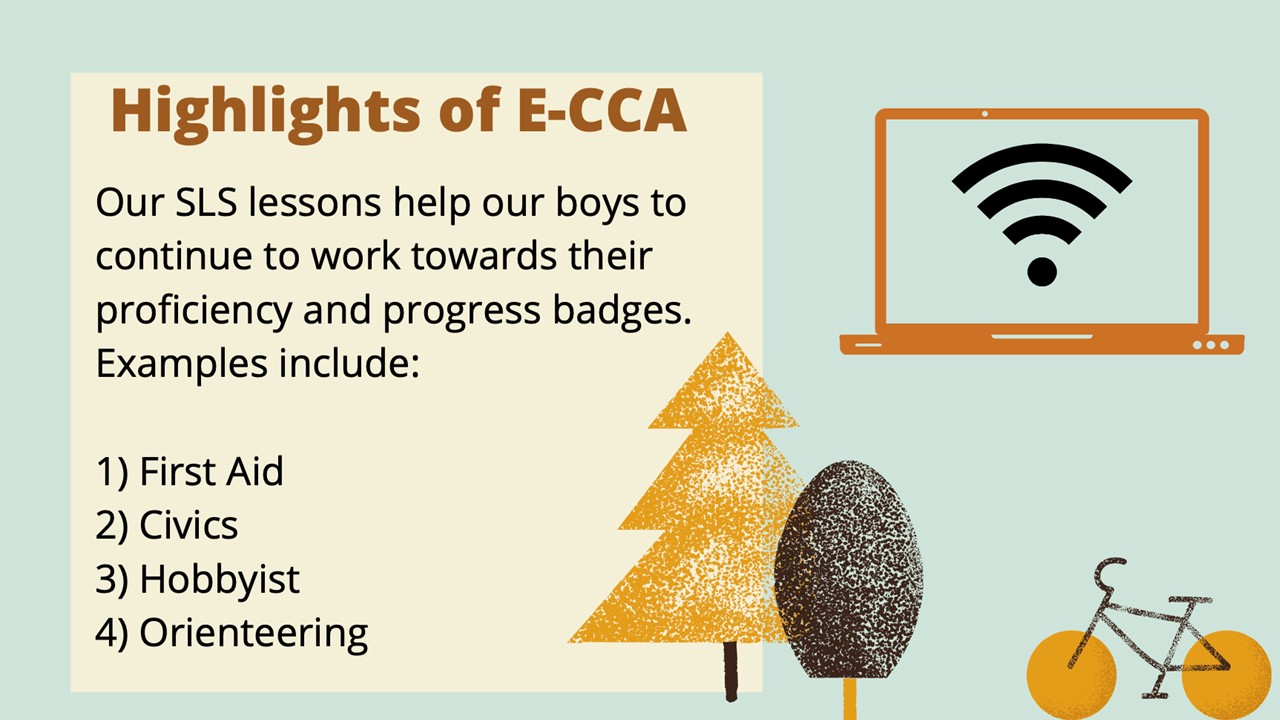 Highlights of E-CCA
Our SLS lessons help our boys to
continue to work towards their
proficiency and progress badges.
Examples include:
1) First Aid
2) Civics
3) Hobbyist
4) Orienteering